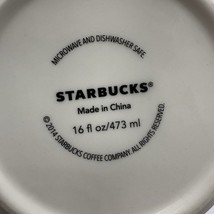 MICROWAVE AND DISHWASHER SAFE.
STARBUCKS®
Made in China
16 fl oz/473 ml
© 2014 STARBUCKS COFFEE COMPANY. ALL RIGHTS RESERVED.